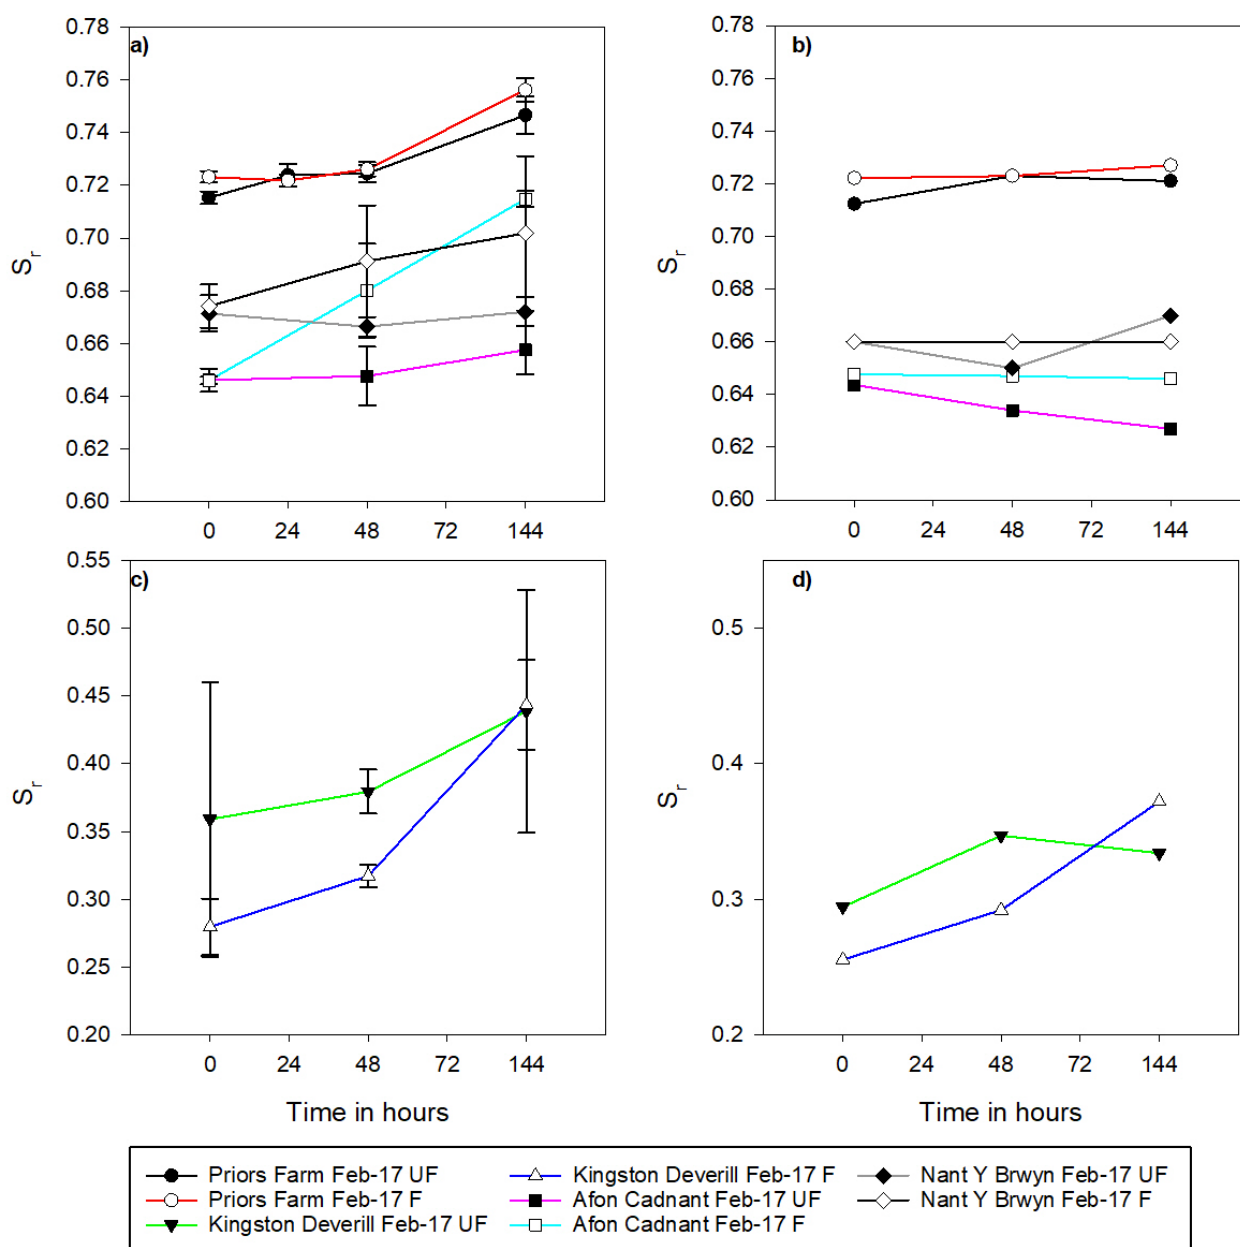 a)
0.78
0.76
0.74
0.72
0.70
0.68
0.66
0.64
0.62
0.60
Sr
0 24 48 72 144
b)
0.78
0.76
0.74
0.72
0.70
0.68
0.66
0.64
0.62
0.60
Sr
0 24 48 72 144
c)
0.55
0.50
0.45
0.40
0.35
0.30
0.25
0.20
Sr
0 24 48 72 144
Time in hours
d)
0.5
0.4
0.3
0.2
Sr
0 24 48 72 144
Time in hours
Priors Farm Feb-17 UF
Priors Farm Feb-17 F
Kingston Deverill Feb-17 UF
Kingston Deverill Feb-17 F
Afon Cadnant Feb-17 UF
Afon Cadnant Feb-17 F
Nant Y Brwyn Feb-17 UF
Nant Y Brwyn Feb-17 F